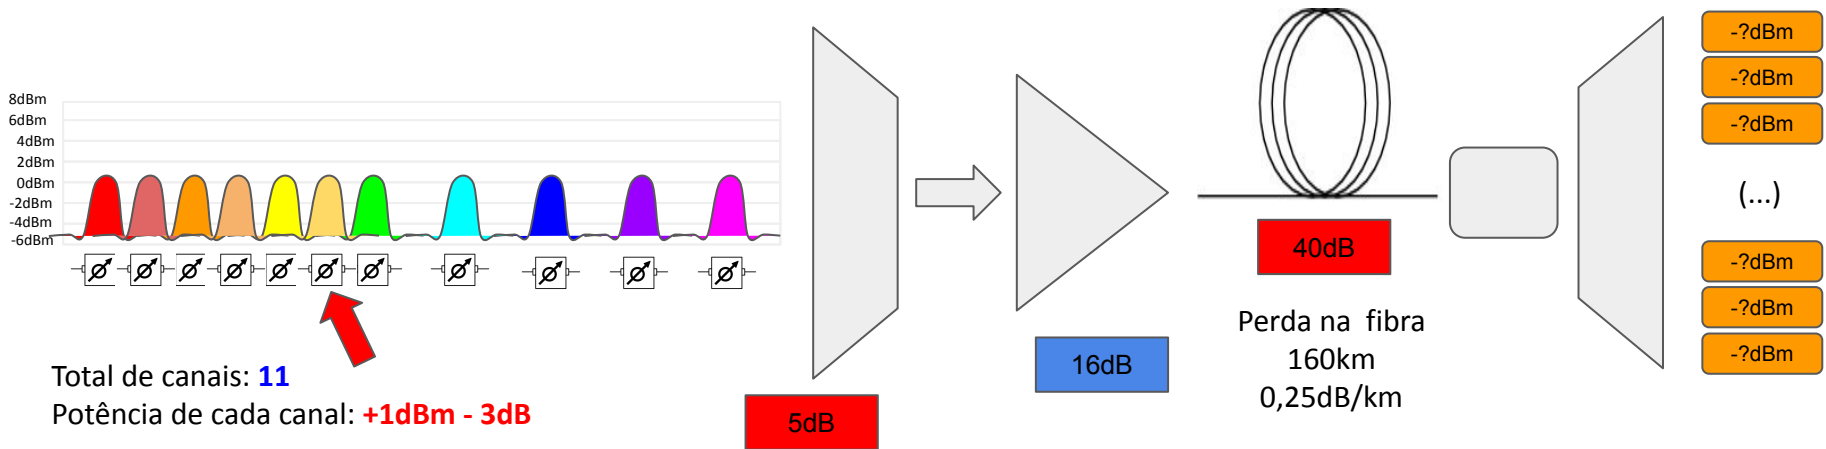 8dBm
6dBm
4dBm
2dBm
0dBm
-2dBm
-4dBm
-6dBm
Total de canais: 11
Potência de cada canal: +1dBm - 3dB
5dB
16dB
40dB
Perda na fibra
160km
0,25dB/km
-?dBm
-?dBm
-?dBm
(...)
-?dBm
-?dBm
-?dBm